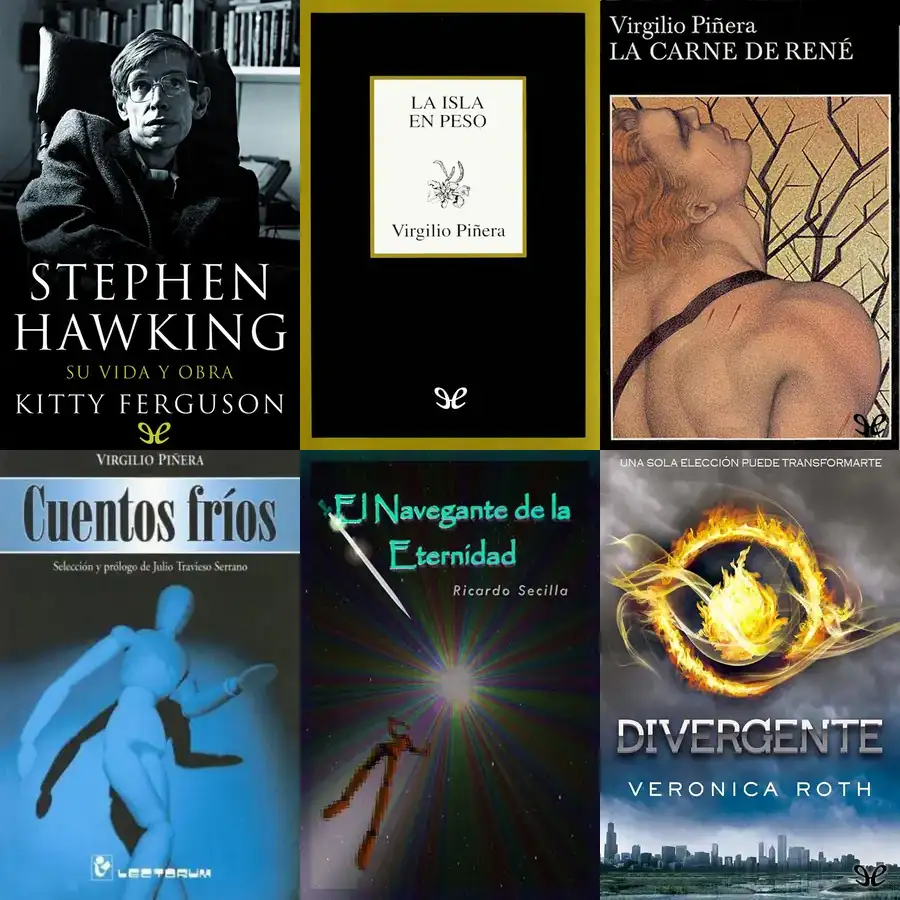 STEPHEN
HAWKING
SU VIDA Y OBRA
KITTY FERGUSON
LA ISLA
EN PESO
Virgilio Piñera
Virgilio Piñera
LA CARNE DE RENÉ
VIRGILIO PIÑERA
Cuentos fríos
Selección y prólogo de Julio Travieso Serrano
LECTORUM
El Navegante de la
Eternidad
Ricardo Secilla
UNA SOLA ELECCIÓN PUEDE TRANSFORMARTE
DIVERGENTE
VERONICA ROTH